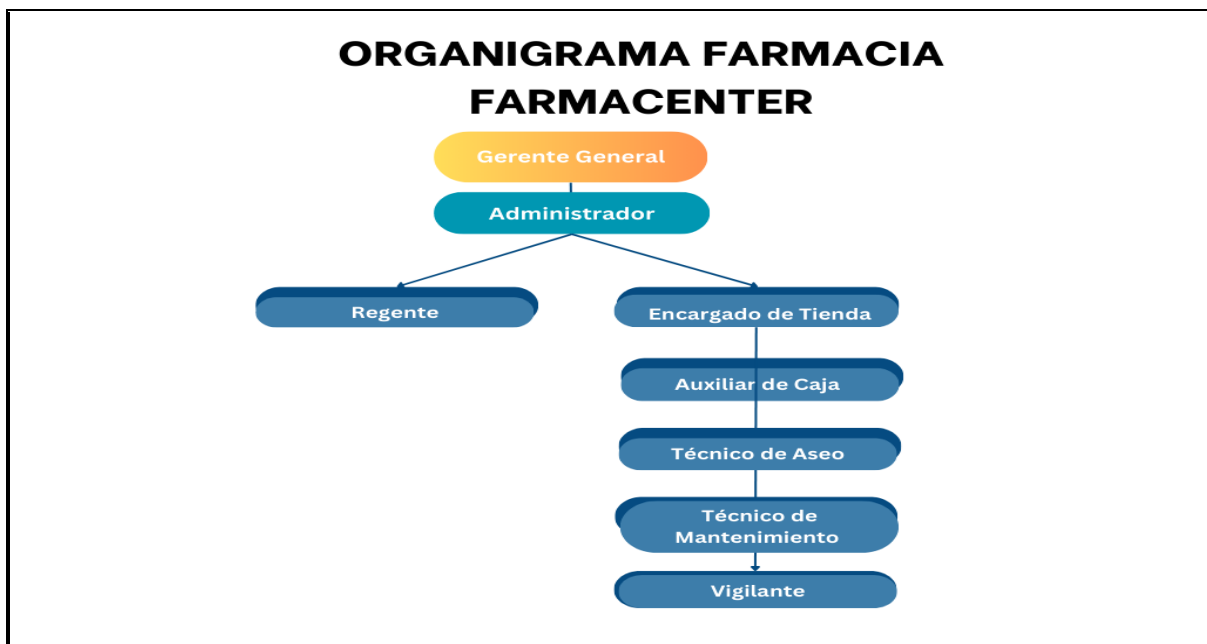 ORGANIGRAMA FARMACIA
FARMACENTER
Gerente General
Administrador
Regente
Encargado de Tienda
Auxiliar de Caja
Técnico de Aseo
Técnico de
Mantenimiento
Vigilante